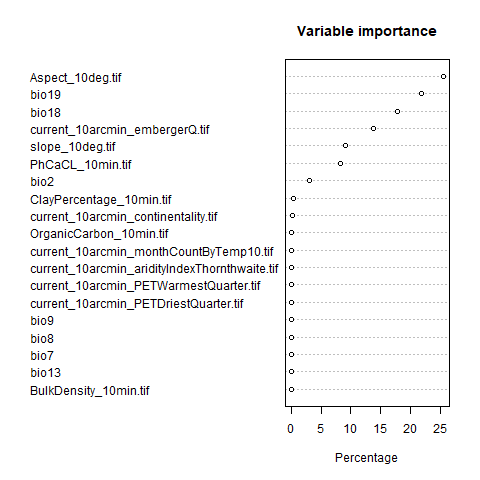 Variable importance
Aspect_10deg.tif
bio19
bio18
current_10arcmin_embergerQ.tif
slope_10deg.tif
PhCaCL_10min.tif
bio2
ClayPercentage_10min.tif
current_10arcmin_continentality.tif
OrganicCarbon_10min.tif
current_10arcmin_monthCountByTemp10.tif
current_10arcmin_aridityIndexThornthwaite.tif
current_10arcmin_PETWarmestQuarter.tif
current_10arcmin_PETDriestQuarter.tif
bio9
bio8
bio7
bio13
BulkDensity_10min.tif
0 5 10 15 20 25
Percentage